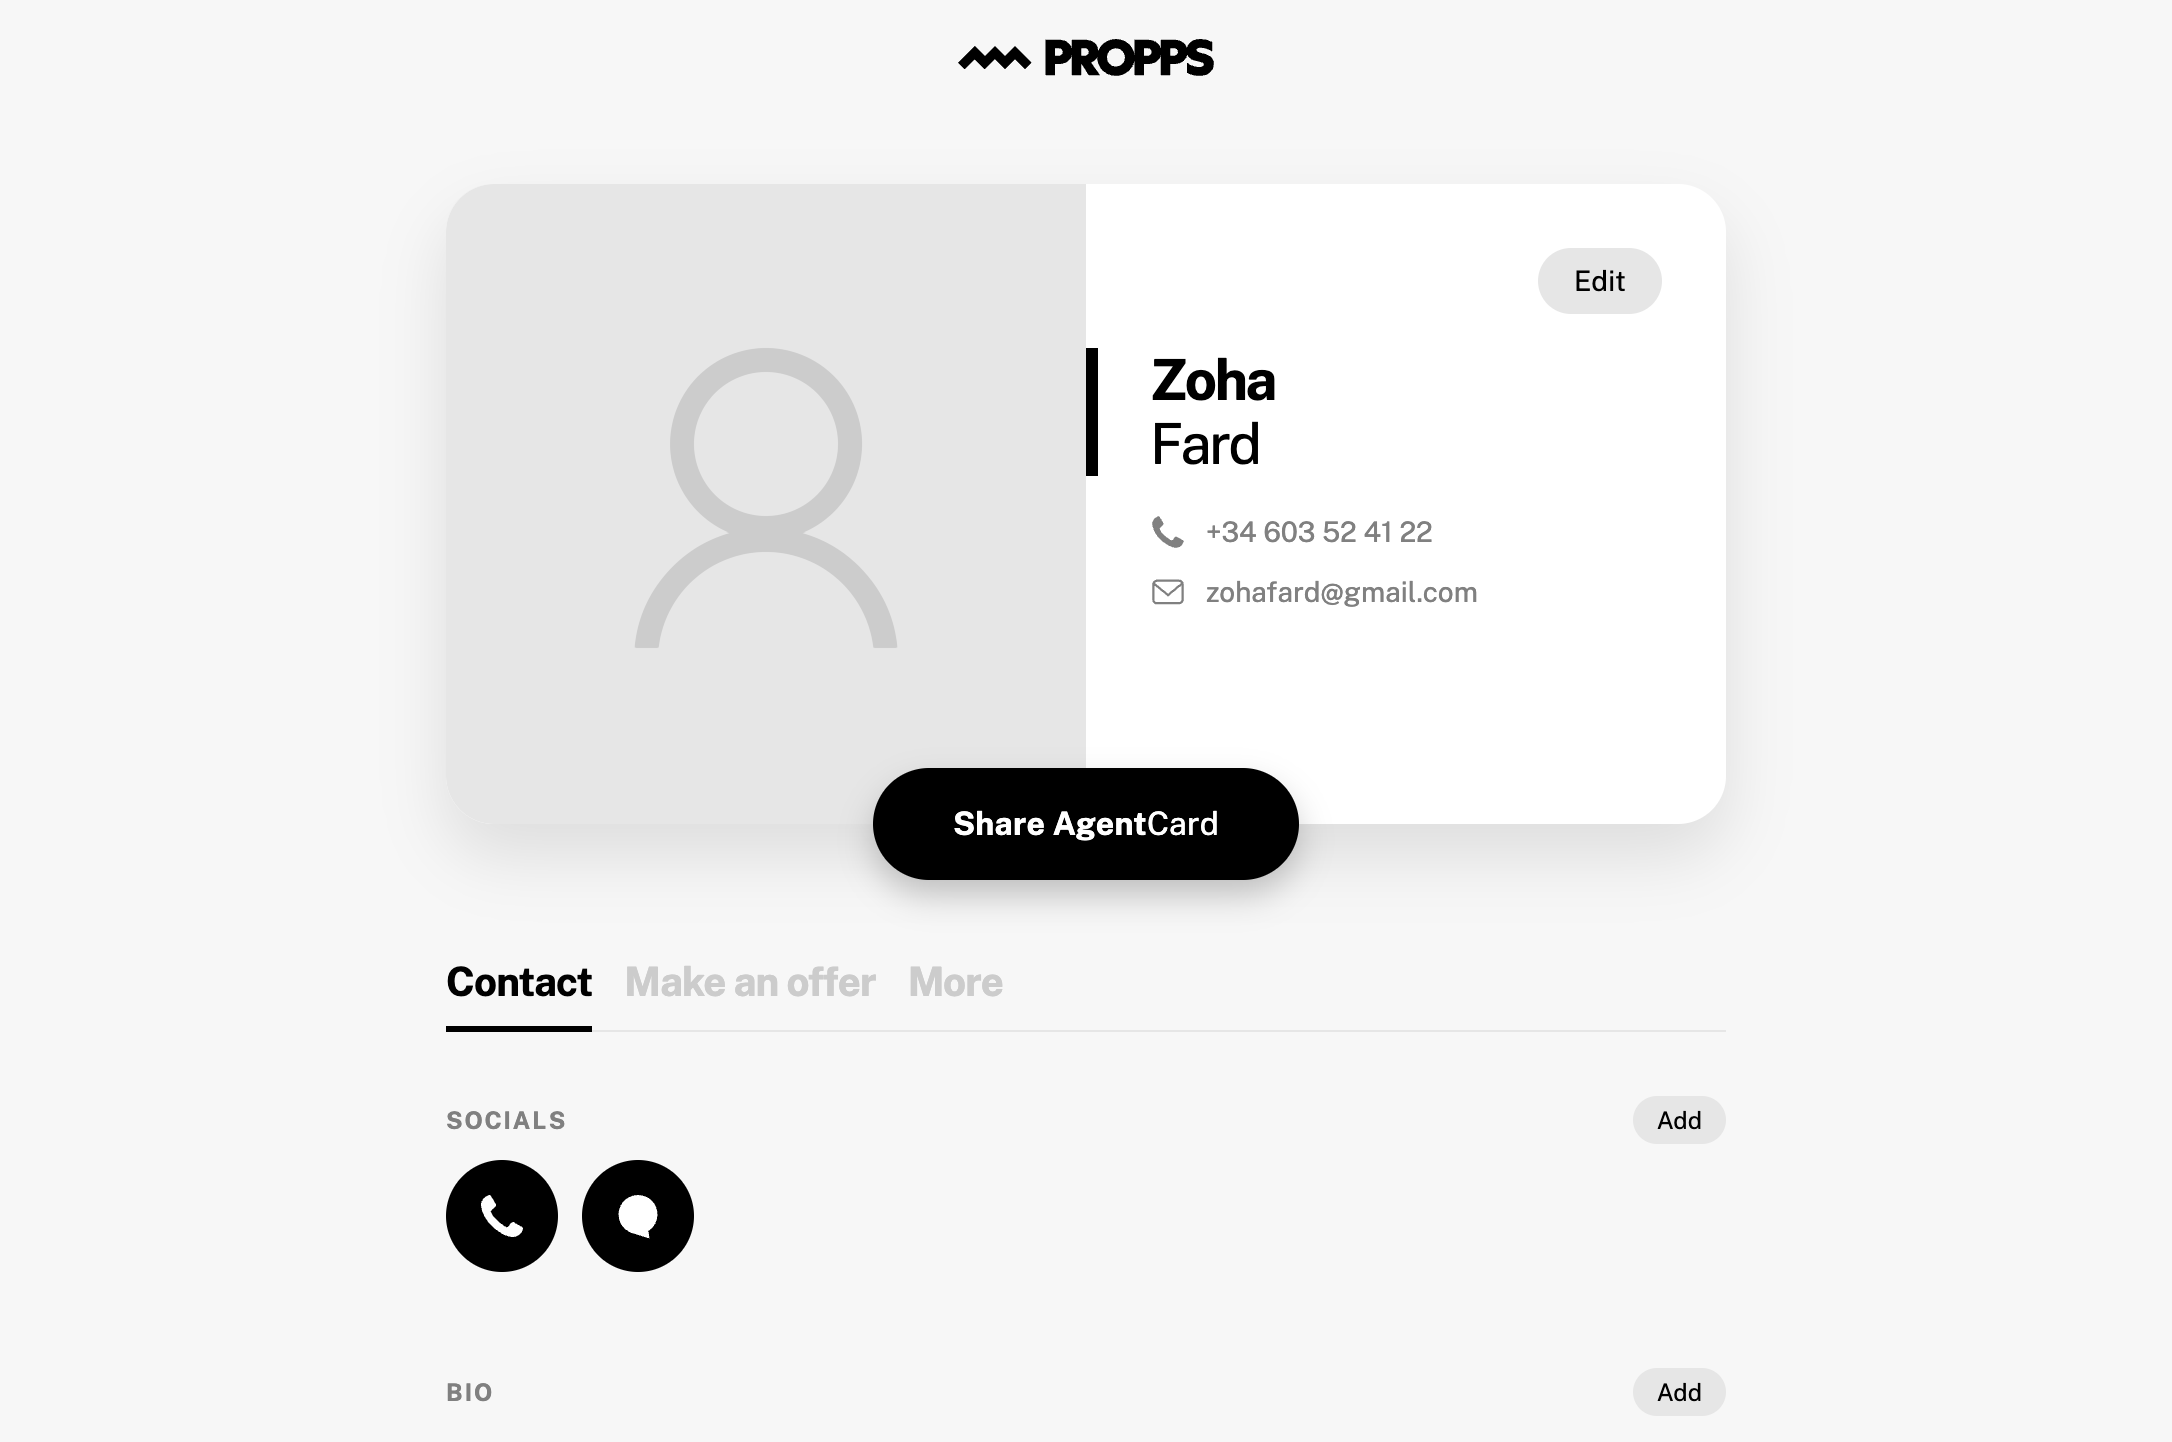 PROPPS
Edit
Zoha
Fard
+34 603 52 41 22
zohafard@gmail.com
Share AgentCard
Contact Make an offer More
SOCIALS Add
BIO Add